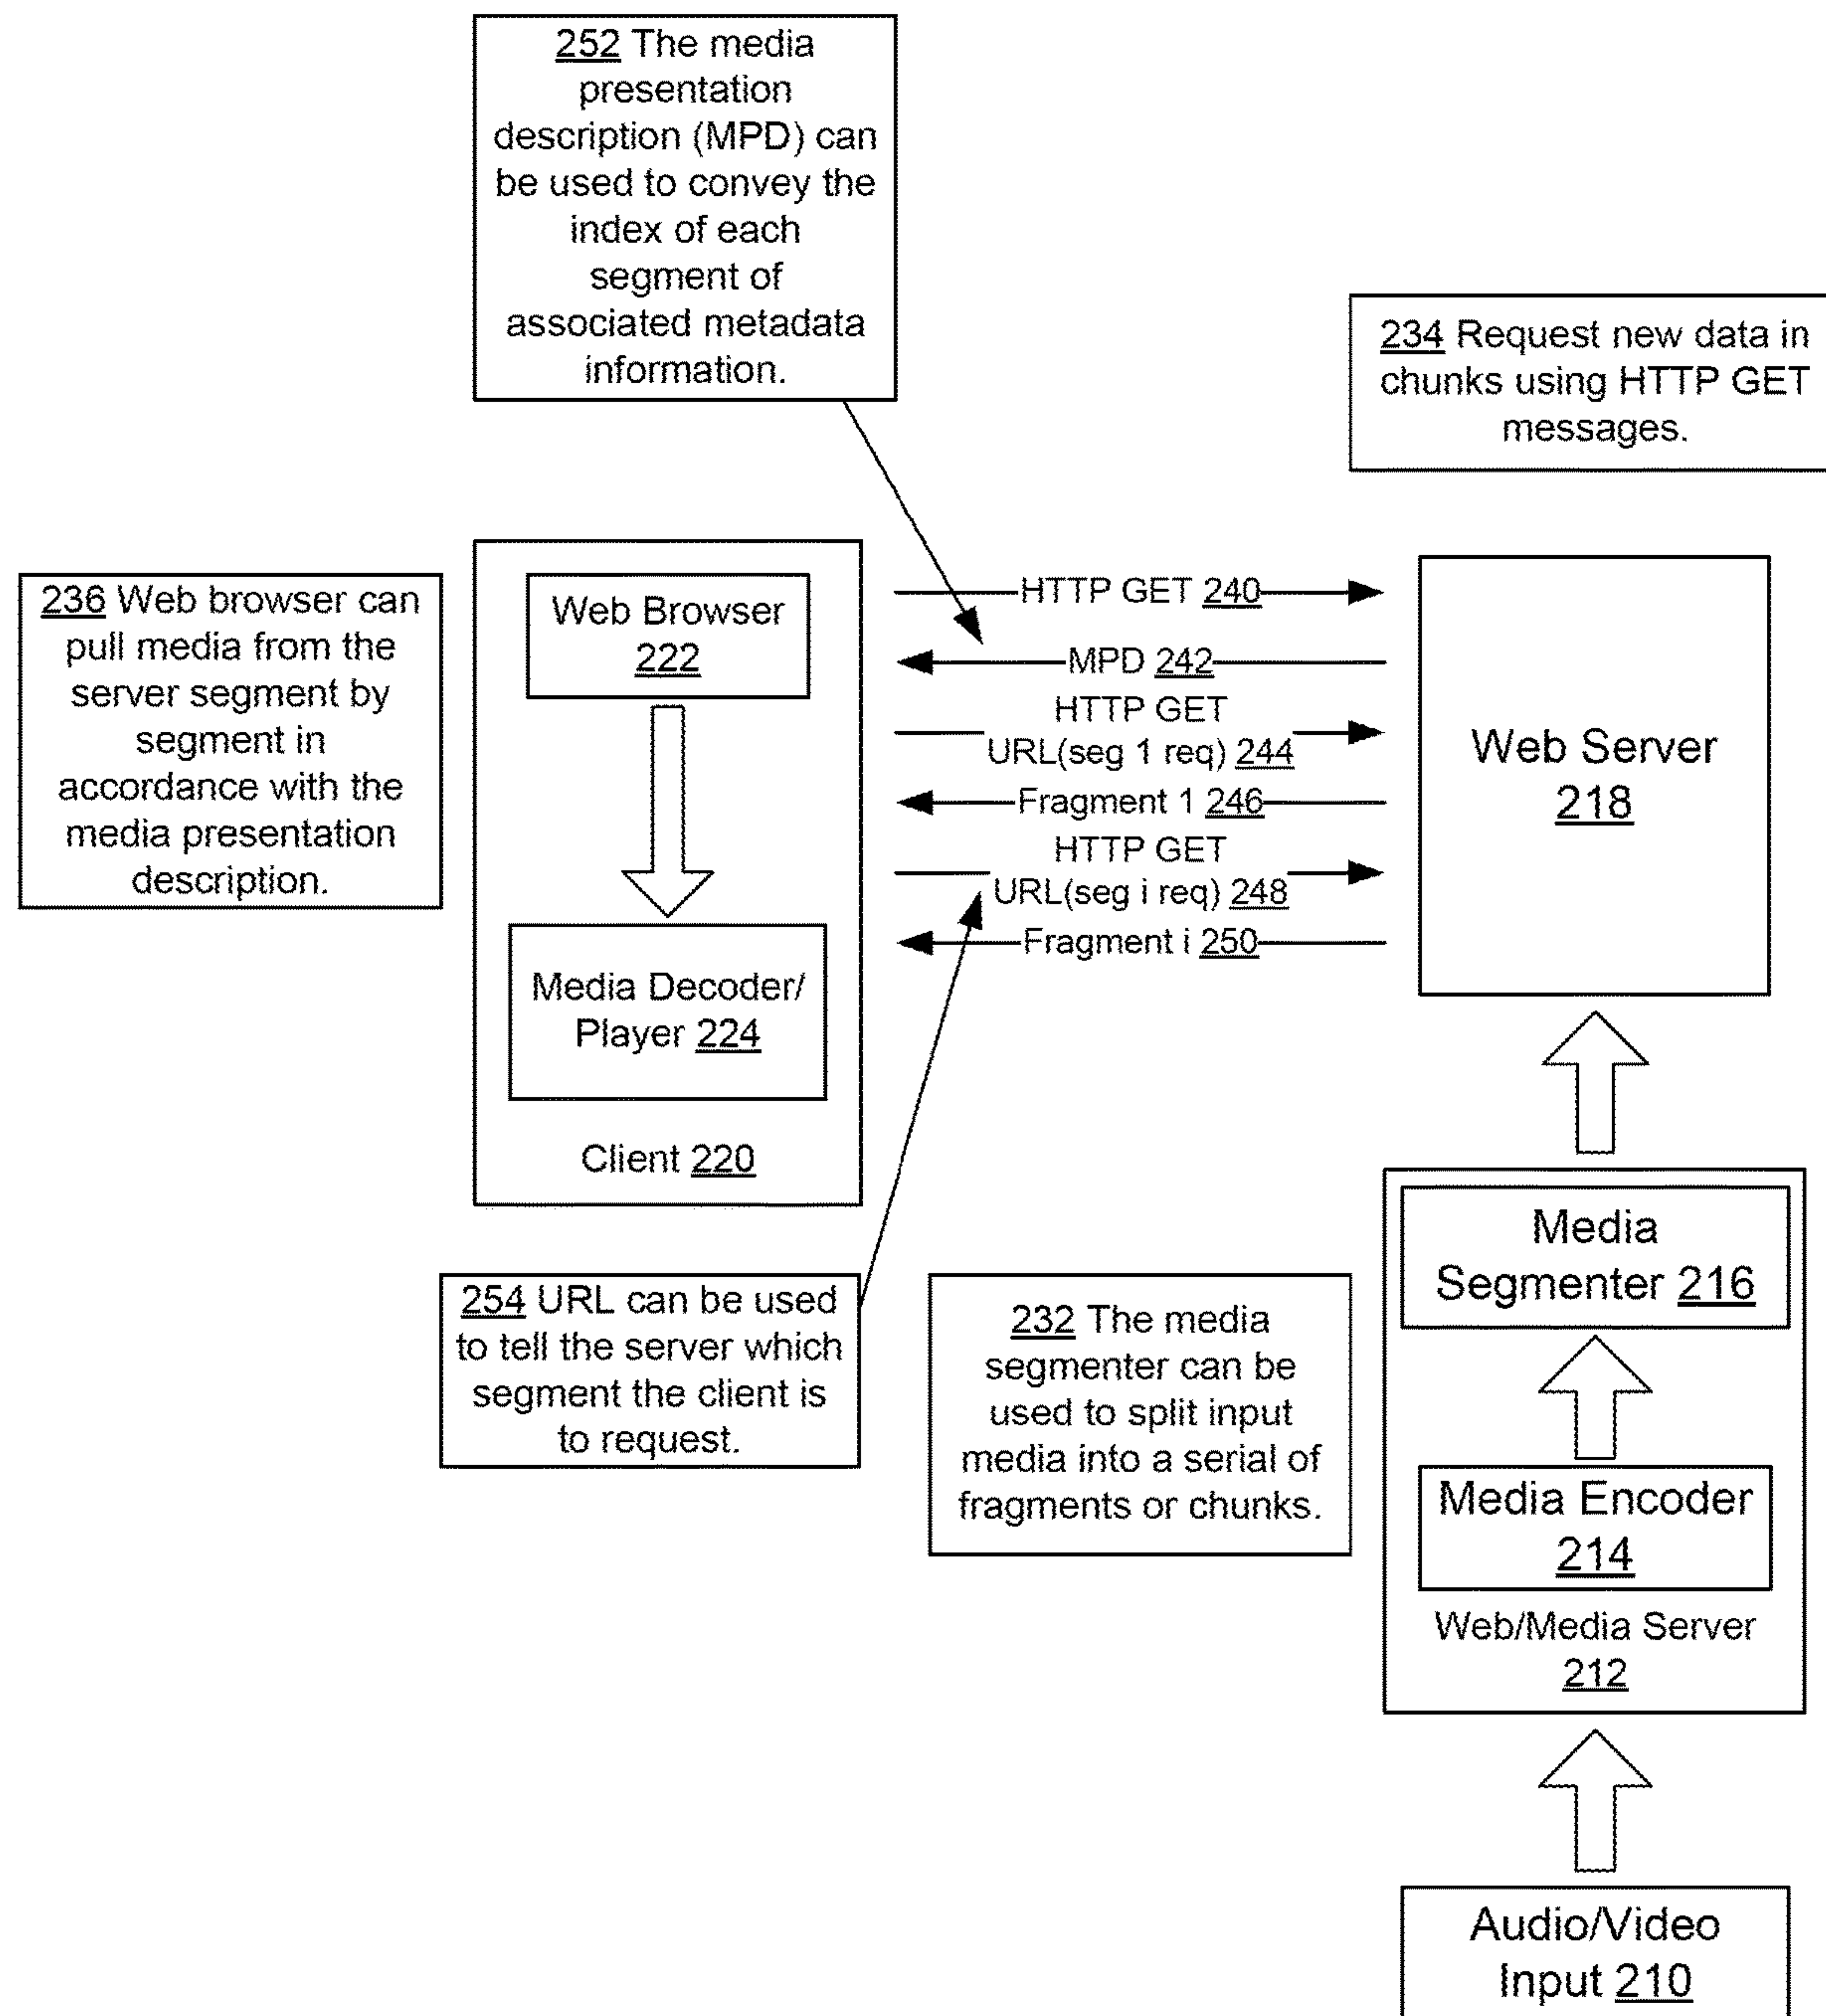 252 The media
presentation
description (MPD) can
be used to convey the
index of each
segment of
associated metadata
information.
234 Request new data in
chunks using HTTP GET
messages.
236 Web browser can
pull media from the
server segment by
segment in
accordance with the
media presentation
description.
Web Browser
222
Media Decoder/
Player 224
Client 220
HTTP GET 240
MPD 242
HTTP GET
URL(seg 1 req) 244
Fragment 1 246
HTTP GET
URL(seg i req) 248
Fragment i 250
Web Server
218
254 URL can be used
to tell the server which
segment the client is
to request.
232 The media
segmenter can be
used to split input
media into a serial of
fragments or chunks.
Media
Segmenter 216
Media Encoder
214
Web/Media Server
212
Audio/Video
Input 210